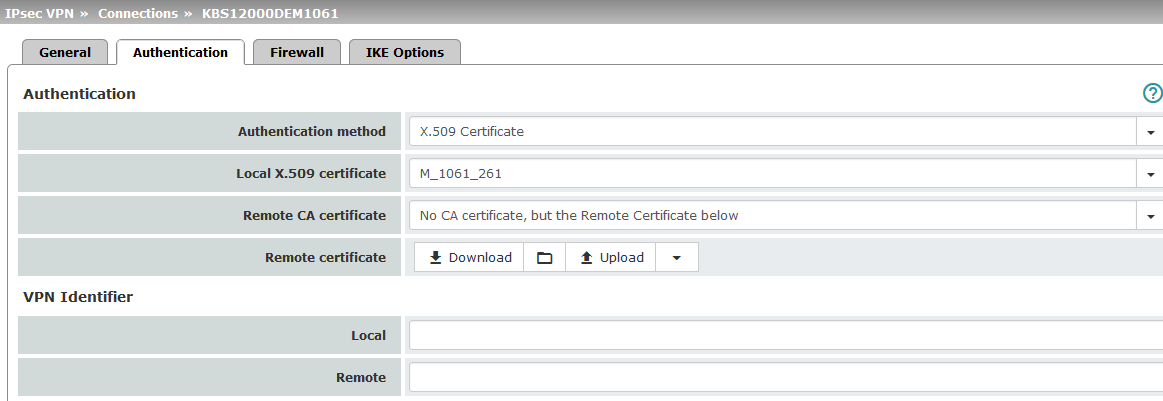 IPsec VPN » Connections » KBS12000DEM1061
General Authentication Firewall IKE Options
Authentication
Authentication method X.509 Certificate
Local X.509 certificate M_1061_261
Remote CA certificate No CA certificate, but the Remote Certificate below
Remote certificate Download Upload
VPN Identifier
Local
Remote